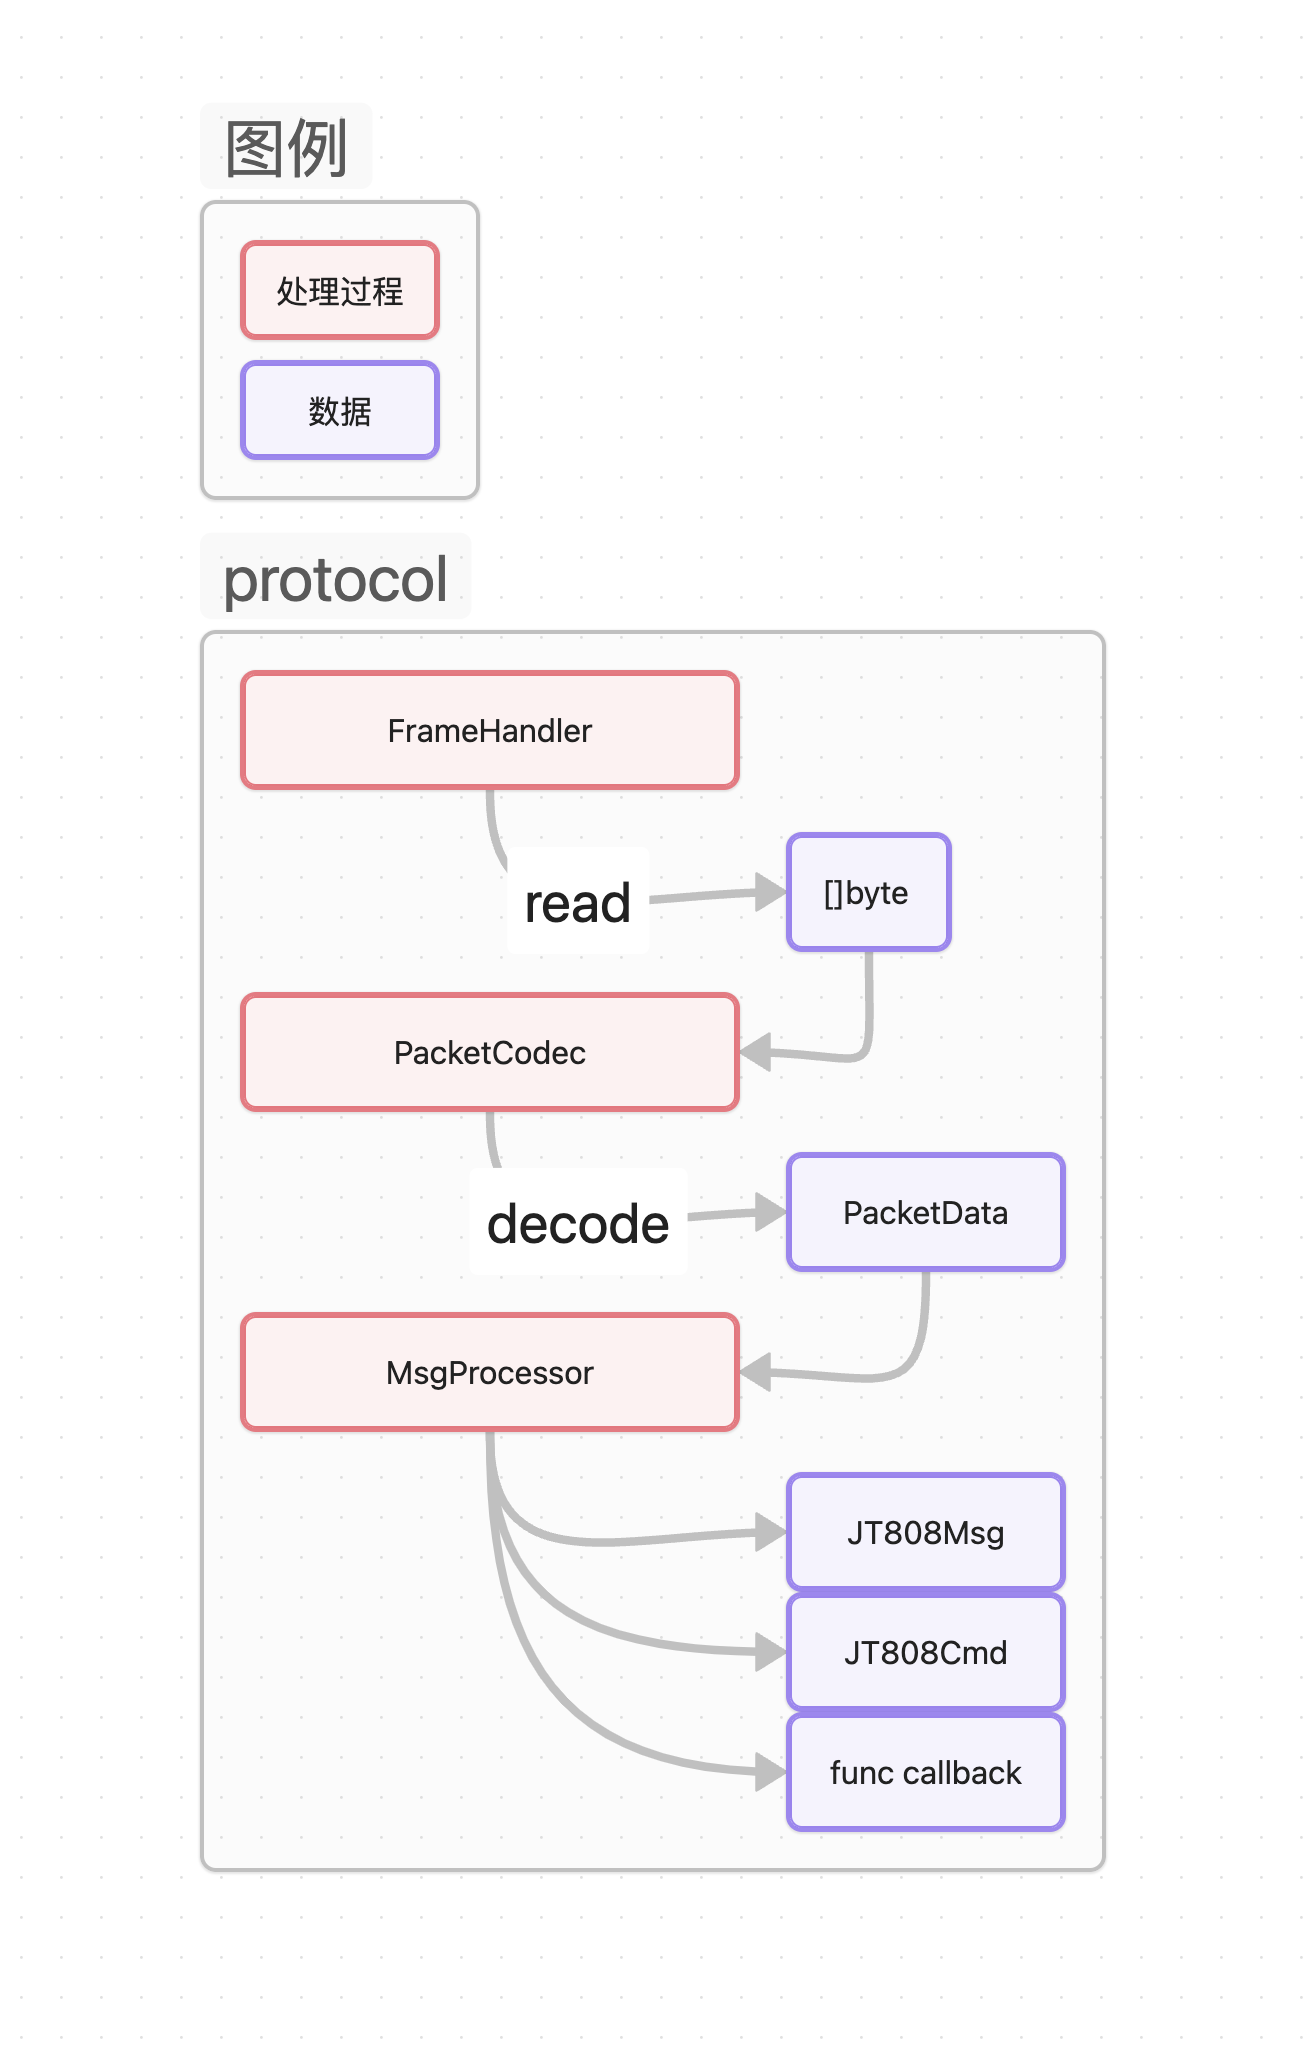 图例
处理过程
数据
protocol
FrameHandler
read
[]byte
PacketCodec
decode
PacketData
MsgProcessor
JT808Msg
JT808Cmd
func callback